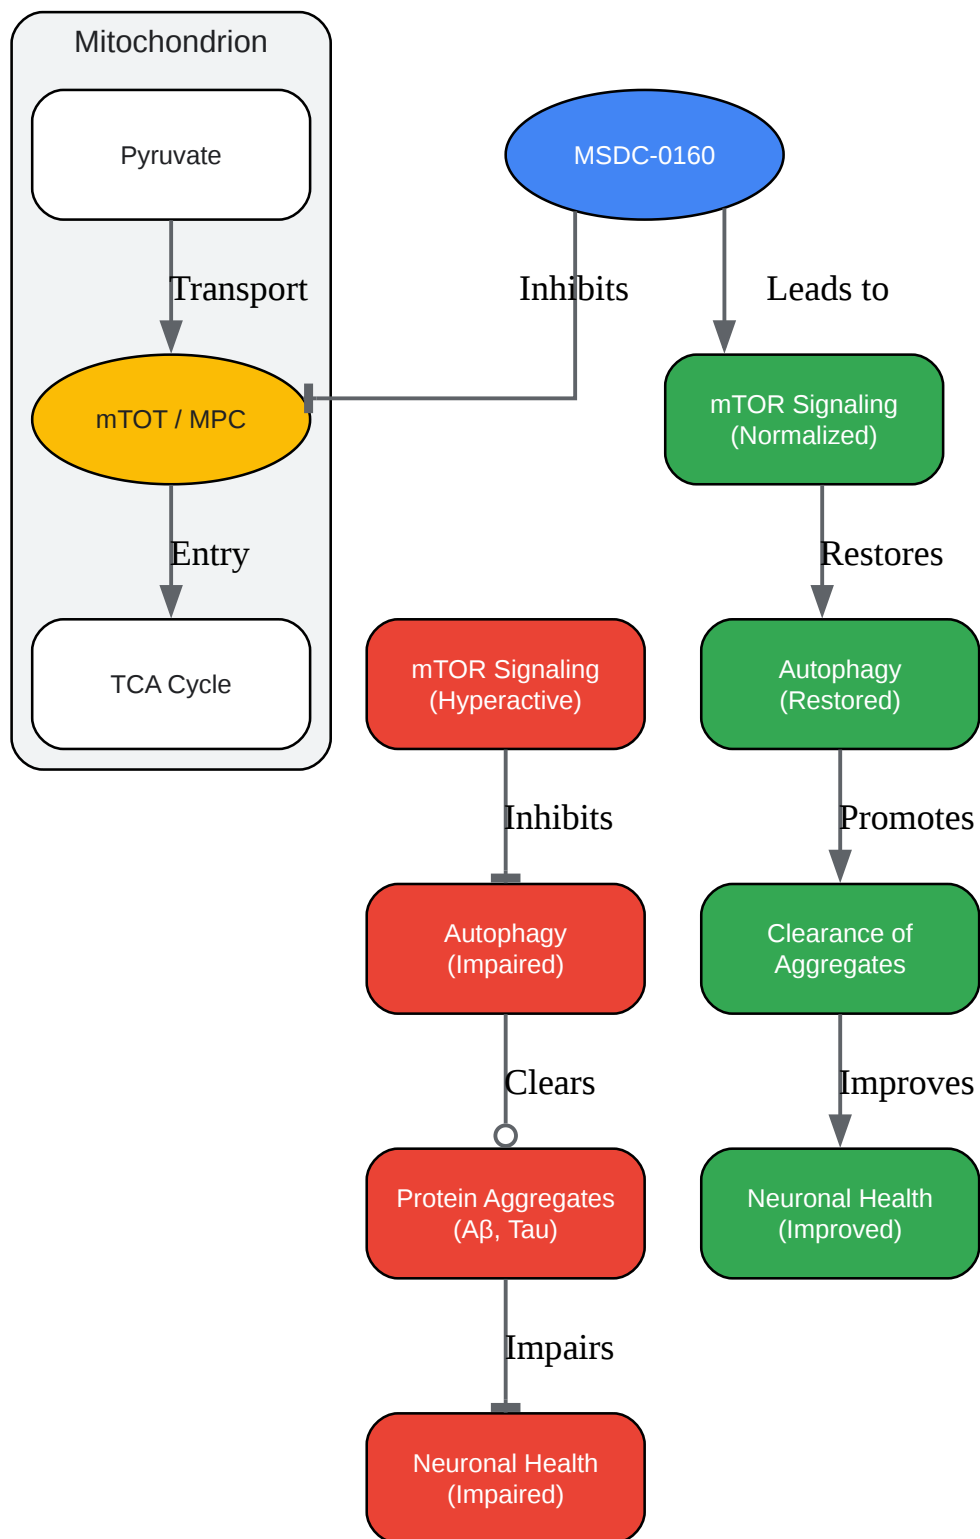 Mitochondrion
Pyruvate
MSDC-0160
Transport
Inhibits
Leads to
mTOT / MPC
mTOR Signaling
(Normalized)
Entry
Restores
TCA Cycle
mTOR Signaling
(Hyperactive)
Autophagy
(Restored)
Inhibits
Promotes
Autophagy
(Impaired)
Clearance of
Aggregates
Clears
Improves
Protein Aggregates
(Aβ, Tau)
Neuronal Health
(Improved)
Impairs
Neuronal Health
(Impaired)